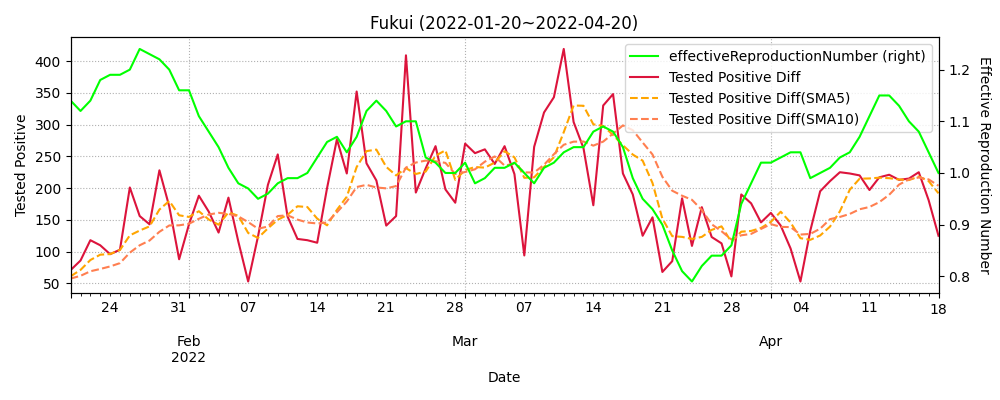 Fukui (2022-01-20~2022-04-20)
effectiveReproductionNumber (right)
Tested Positive Diff
Tested Positive Diff(SMA5)
Tested Positive Diff(SMA10)
Tested Positive
400
350
300
250
200
150
100
50
Effective Reproduction Number
1.2
1.1
1.0
0.9
0.8
24 31 07 14 21 28 07 14 21 28 04 11 18
Feb Mar Apr
2022
Date